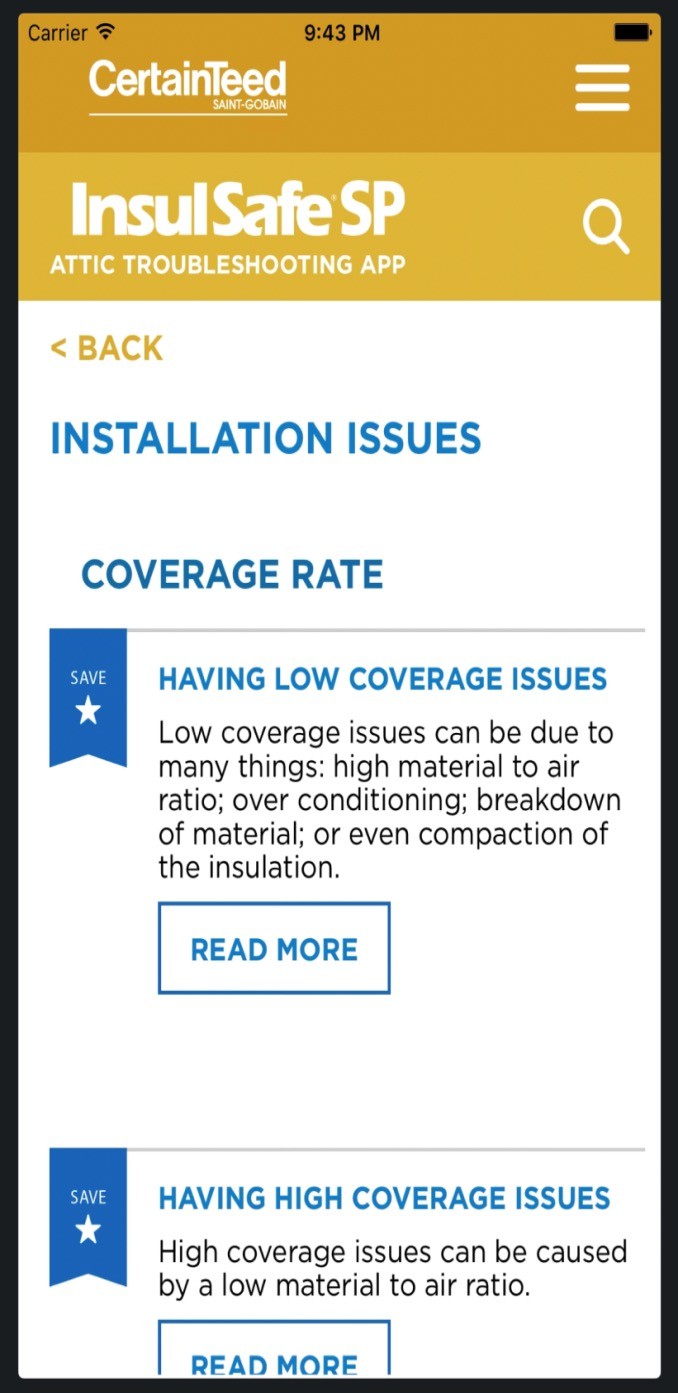 Carrier 9:43 PM
CertainTeed
SAINT-GOBAIN
InsulSafe SP
ATTIC TROUBLESHOOTING APP
< BACK
INSTALLATION ISSUES
COVERAGE RATE
SAVE
HAVING LOW COVERAGE ISSUES
Low coverage issues can be due to
many things: high material to air
ratio; over conditioning; breakdown
of material; or even compaction of
the insulation.
READ MORE
SAVE
HAVING HIGH COVERAGE ISSUES
High coverage issues can be caused
by a low material to air ratio.
READ MORE